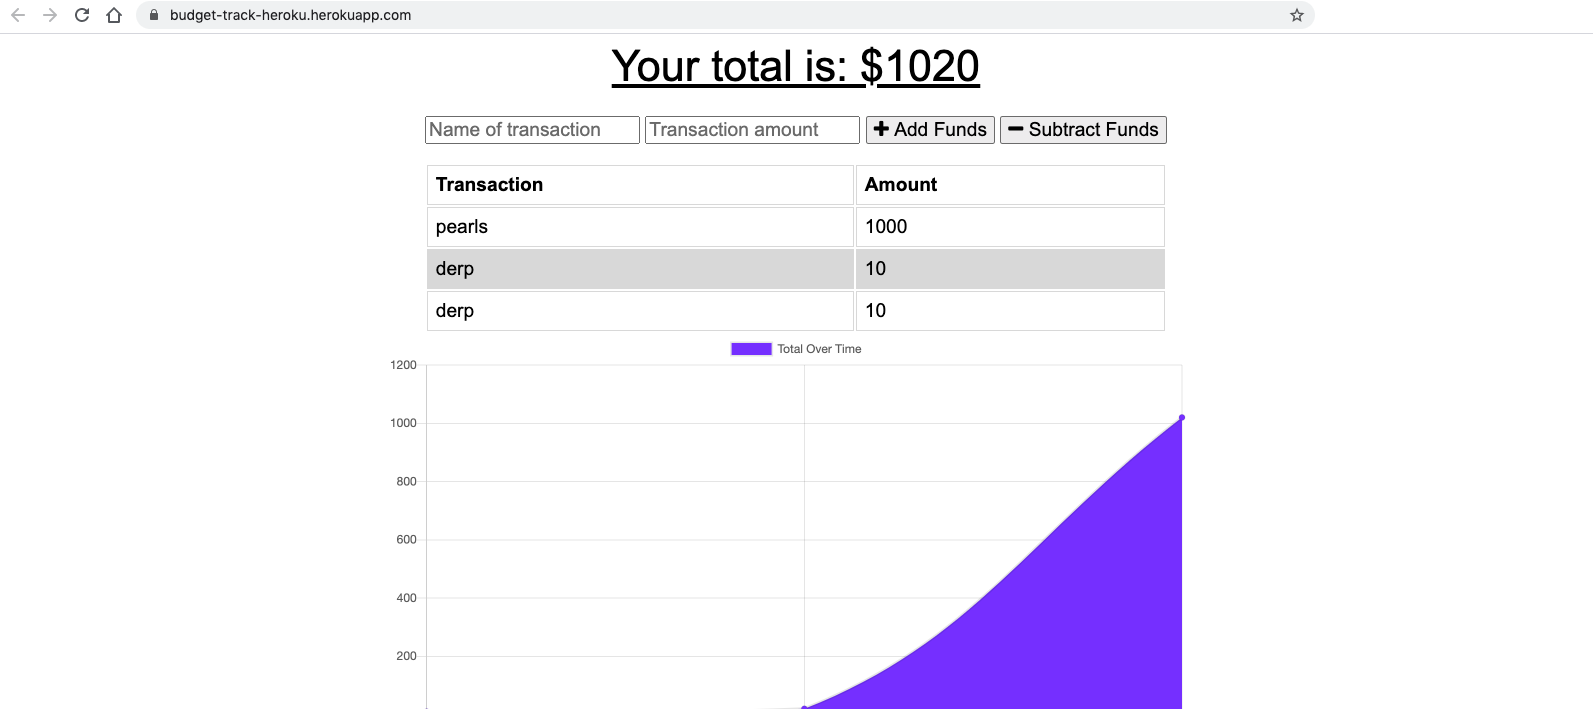 budget-track-heroku.herokuapp.com
Your total is: $1020
Name of transaction Transaction amount Add Funds Subtract Funds
Transaction Amount
pearls 1000
derp 10
derp 10
Total Over Time
1200
1000
800
600
400
200